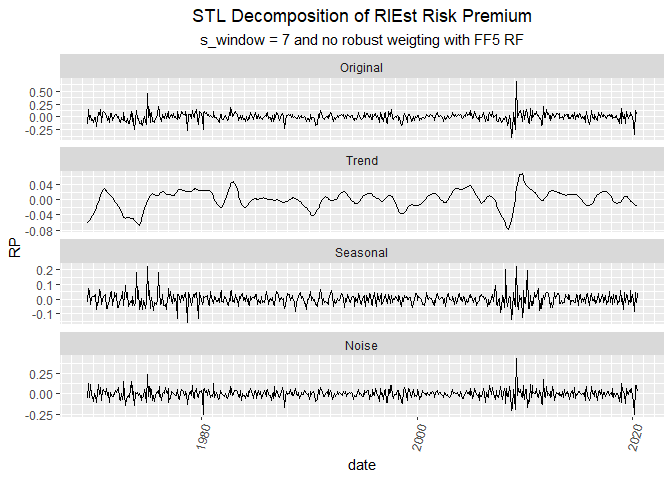 STL Decomposition of RlEst Risk Premium
s_window = 7 and no robust weigting with FF5 RF
Original
0.50
0.25
0.00
-0.25
Trend
0.04
0.00
-0.04
-0.08
RP
Seasonal
0.2
0.1
0.0
-0.1
Noise
0.25
0.00
-0.25
1980
2000
2020
date